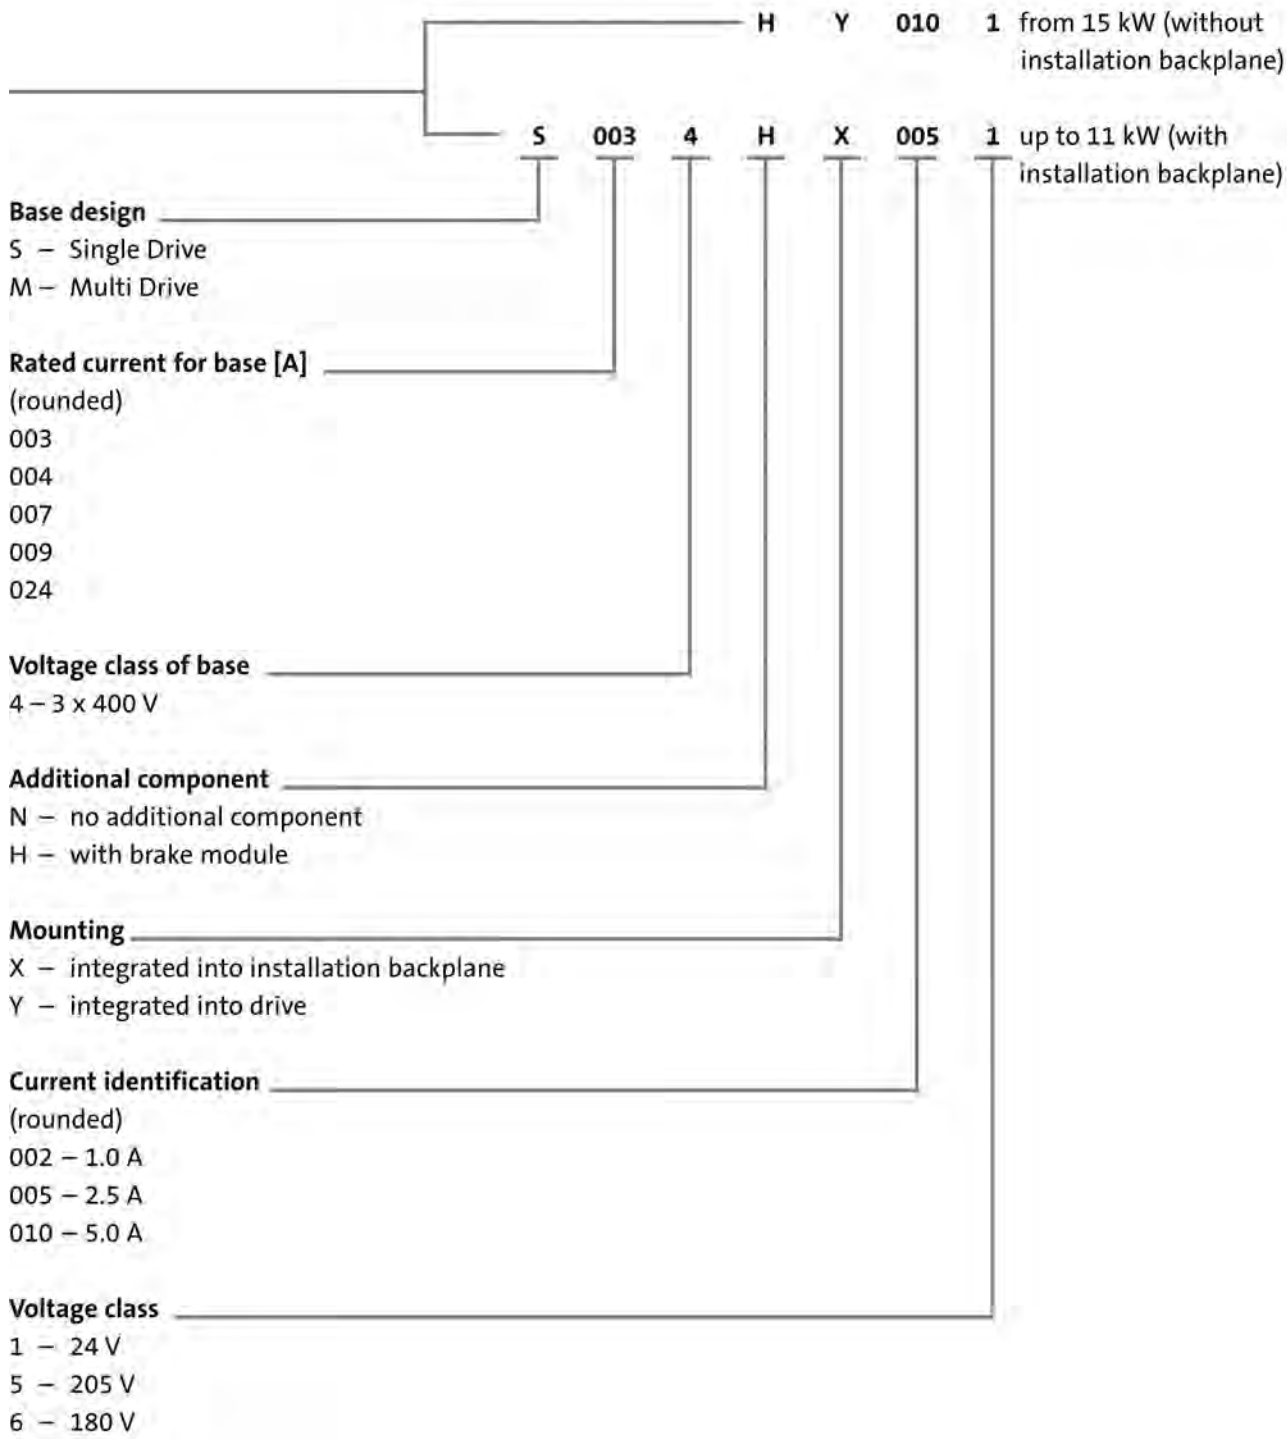 H Y 010 1 from 15 kW (without
installation backplane)
S 003 4 H X 005 1 up to 11 kW (with
installation backplane)
Base design
S – Single Drive
M – Multi Drive
Rated current for base [A]
(rounded)
003
004
007
009
024
Voltage class of base
4 – 3 x 400 V
Additional component
N – no additional component
H – with brake module
Mounting
X – integrated into installation backplane
Y – integrated into drive
Current identification
(rounded)
002 – 1.0 A
005 – 2.5 A
010 – 5.0 A
Voltage class
1 – 24 V
5 – 205 V
6 – 180 V